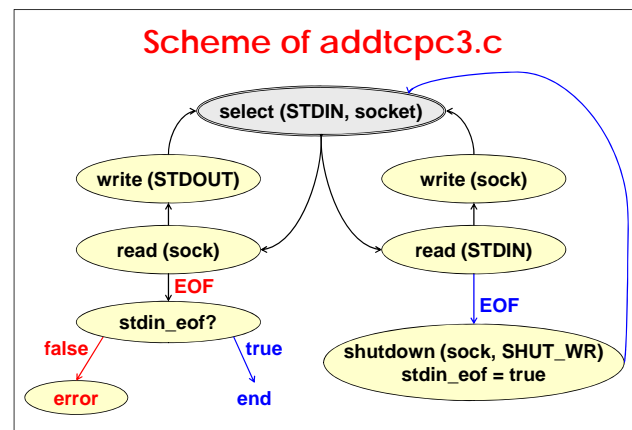 Scheme of addtcpc3.c
select (STDIN, socket)
write (STDOUT)
write (sock)
read (sock)
read (STDIN)
EOF
EOF
stdin_eof?
false
true
shutdown (sock, SHUT_WR)
stdin_eof = true
error
end